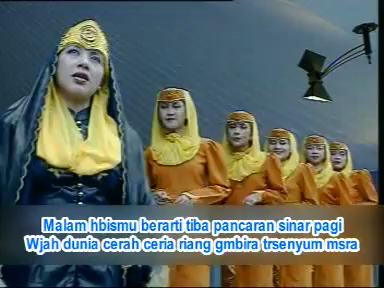 Malam hbismu berarti tiba pancaran sinar pagi
Wjah dunia cerah ceria riang gmbira trsenyum msra